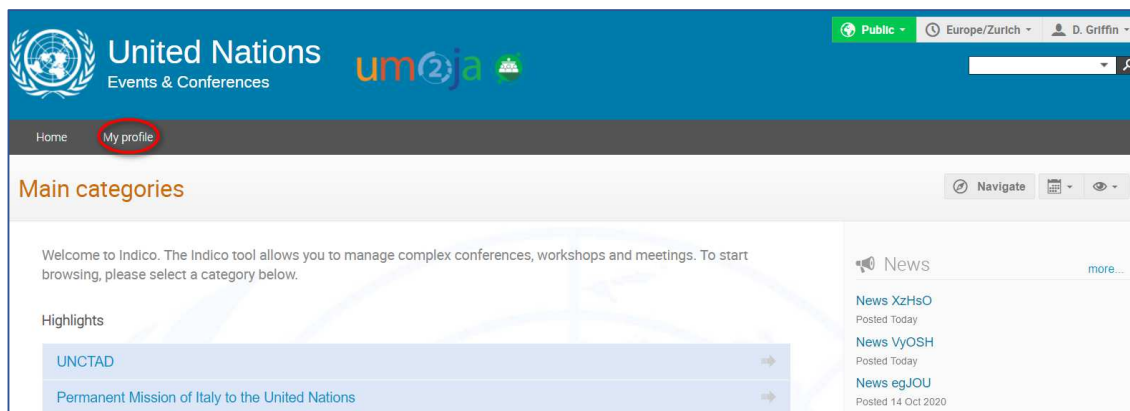 United Nations
Events & Conferences
um2ja
Public
Europe/Zurich
D. Griffin
Home
My profile
Main categories
Navigate
Welcome to Indico. The Indico tool allows you to manage complex conferences, workshops and meetings. To start
browsing, please select a category below.
Highlights
UNCTAD
Permanent Mission of Italy to the United Nations
News
more...
News XzHsO
Posted Today
News VyOSH
Posted Today
News egJOU
Posted 14 Oct 2020